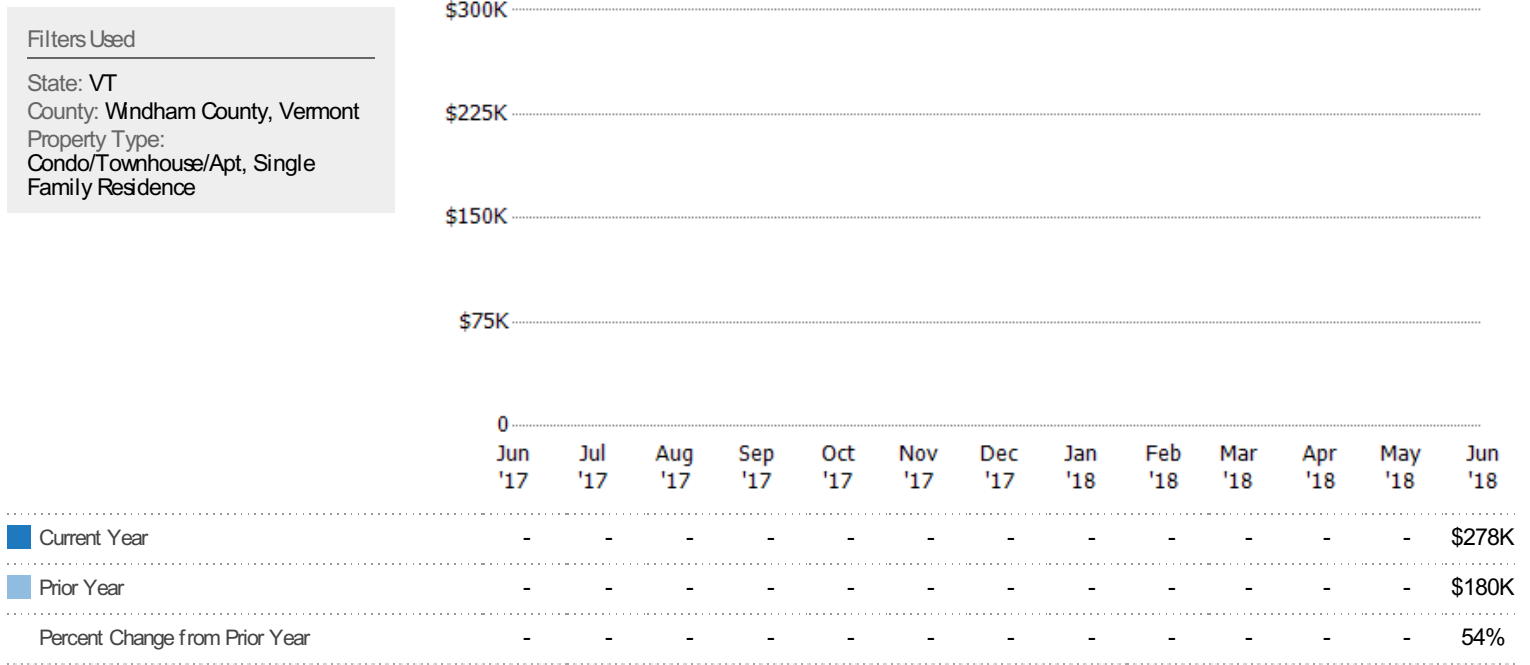 Filters Used
State: VT
County: Windham County, Vermont
Property Type:
Condo/Townhouse/Apt, Single
Family Residence
$300K
$225K
$150K
$75K
0
Jun Jul Aug Sep Oct Nov Dec Jan Feb Mar Apr May Jun
'17 '17 '17 '17 '17 '17 '17 '18 '18 '18 '18 '18 '18
Current Year - - - - - - - - - - - - $278K
Prior Year - - - - - - - - - - - - $180K
Percent Change from Prior Year - - - - - - - - - - - - 54%